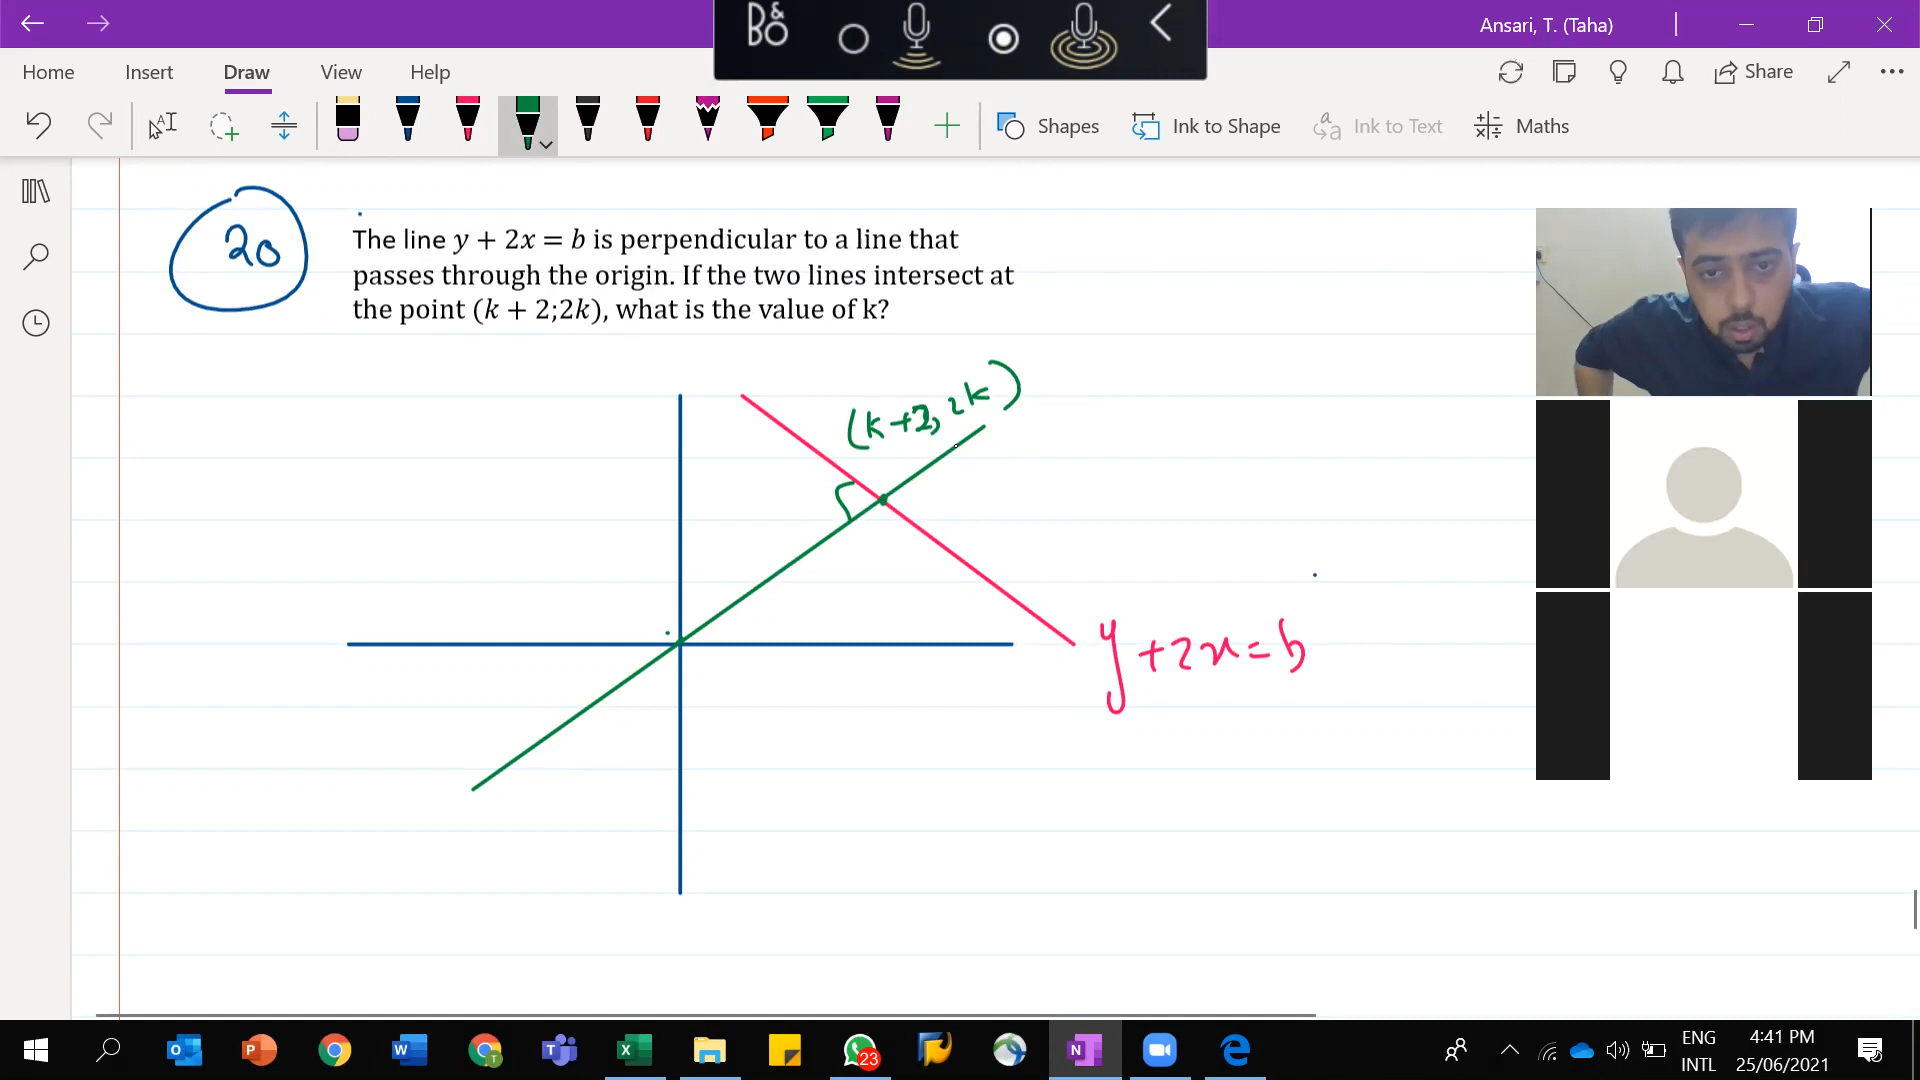 Ansari, T. (Taha)
B&O
Home Insert Draw View Help
Share
Shapes Ink to Shape Ink to Text Maths
20
The line y + 2x = b is perpendicular to a line that
passes through the origin. If the two lines intersect at
the point (k + 2;2k), what is the value of k?
(k+2, 2k)
y+2x=b
23
ENG
INTL
4:41 PM
25/06/2021